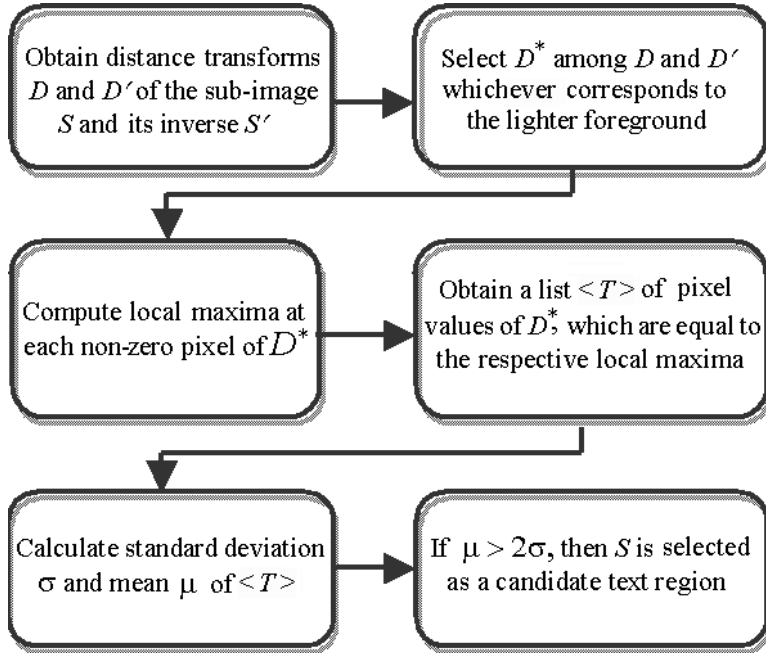 Obtain distance transforms
D and D′ of the sub-image
S and its inverse S′
Select D* among D and D′
whichever corresponds to
the lighter foreground
Compute local maxima at
each non-zero pixel of D*
Obtain a list <T> of pixel
values of D*, which are equal to
the respective local maxima
Calculate standard deviation
σ and mean μ of <T>
If μ > 2σ, then S is selected
as a candidate text region